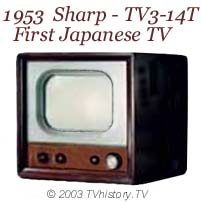 1953 Sharp - TV3-14T
First Japanese TV
© 2003 TVhistory.TV